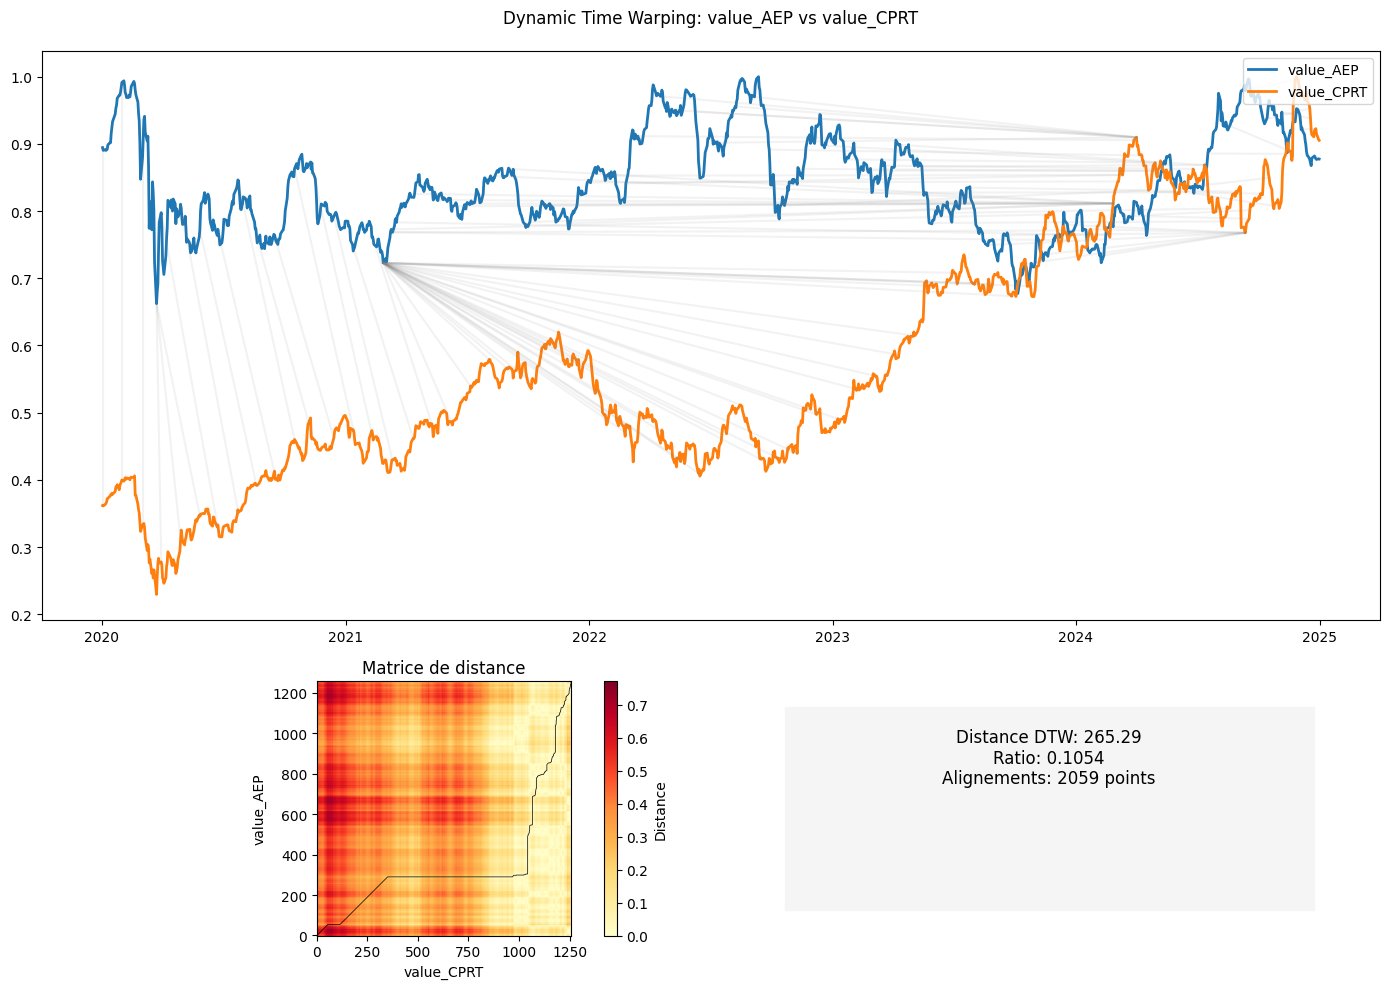 Dynamic Time Warping: value_AEP vs value_CPRT
value_AEP
value_CPRT
1.0
0.9
0.8
0.7
0.6
0.5
0.4
0.3
0.2
2020 2021 2022 2023 2024 2025
Matrice de distance
value_AEP
1200
1000
800
600
400
200
0
0 250 500 750 1000 1250
value_CPRT
0.7
0.6
0.5
0.4
0.3
0.2
0.1
0.0
Distance
Distance DTW: 265.29
Ratio: 0.1054
Alignements: 2059 points